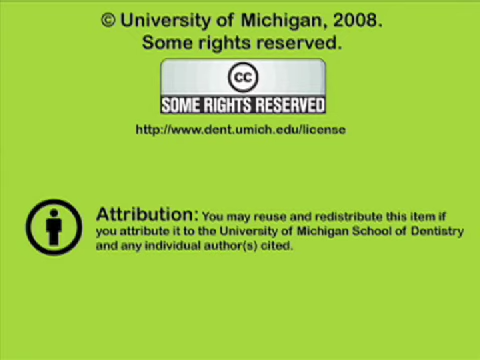 © University of Michigan, 2008.
Some rights reserved.
cc
SOME RIGHTS RESERVED
http://www.dent.umich.edu/license
Attribution: You may reuse and redistribute this item if
you attribute it to the University of Michigan School of Dentistry
and any individual author(s) cited.